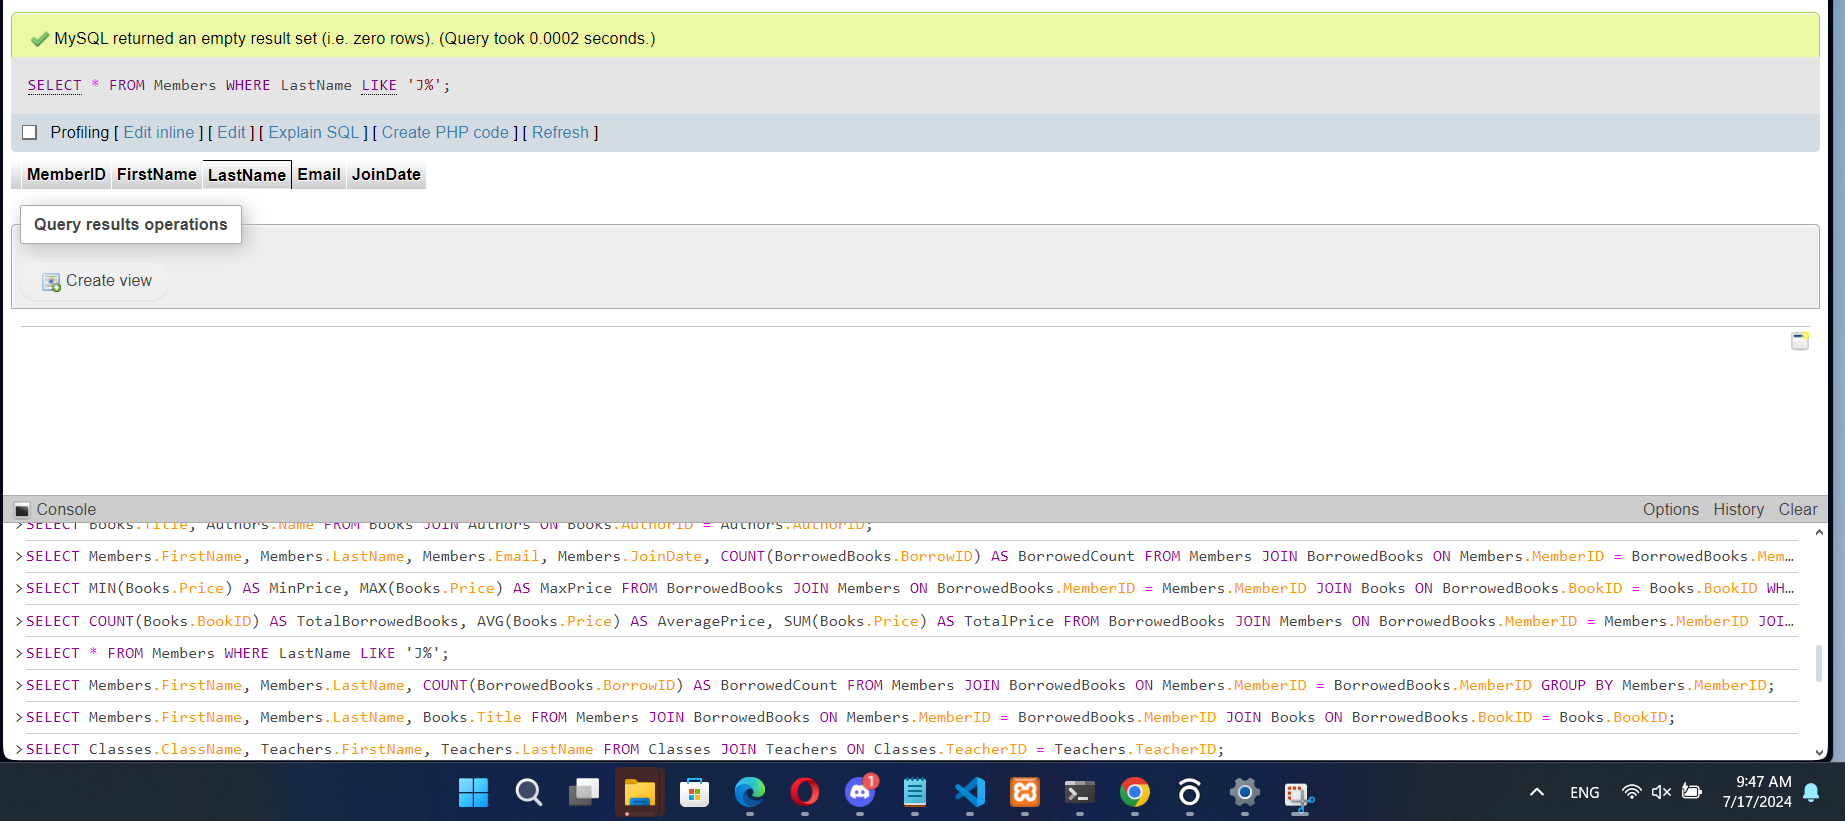 MySQL returned an empty result set (i.e. zero rows). (Query took 0.0002 seconds.)
SELECT * FROM Members WHERE LastName LIKE 'J%';
Profiling [ Edit inline ] [ Edit ] [ Explain SQL ] [ Create PHP code ] [ Refresh ]
MemberID FirstName LastName Email JoinDate
Query results operations
Create view
Console Options History Clear
>SELECT Books.Title, Authors.Name FROM Books JOIN Authors ON Books.AuthorID = Authors.AuthorID;
>SELECT Members.FirstName, Members.LastName, Members.Email, Members.JoinDate, COUNT(BorrowedBooks.BorrowID) AS BorrowedCount FROM Members JOIN BorrowedBooks ON Members.MemberID = BorrowedBooks.Mem…
>SELECT MIN(Books.Price) AS MinPrice, MAX(Books.Price) AS MaxPrice FROM BorrowedBooks JOIN Members ON BorrowedBooks.MemberID = Members.MemberID JOIN Books ON BorrowedBooks.BookID = Books.BookID WH…
>SELECT COUNT(Books.BookID) AS TotalBorrowedBooks, AVG(Books.Price) AS AveragePrice, SUM(Books.Price) AS TotalPrice FROM BorrowedBooks JOIN Members ON BorrowedBooks.MemberID = Members.MemberID JOI…
>SELECT * FROM Members WHERE LastName LIKE 'J%';
>SELECT Members.FirstName, Members.LastName, COUNT(BorrowedBooks.BorrowID) AS BorrowedCount FROM Members JOIN BorrowedBooks ON Members.MemberID = BorrowedBooks.MemberID GROUP BY Members.MemberID;
>SELECT Members.FirstName, Members.LastName, Books.Title FROM Members JOIN BorrowedBooks ON Members.MemberID = BorrowedBooks.MemberID JOIN Books ON BorrowedBooks.BookID = Books.BookID;
>SELECT Classes.ClassName, Teachers.FirstName, Teachers.LastName FROM Classes JOIN Teachers ON Classes.TeacherID = Teachers.TeacherID;
1
ENG
9:47 AM
7/17/2024